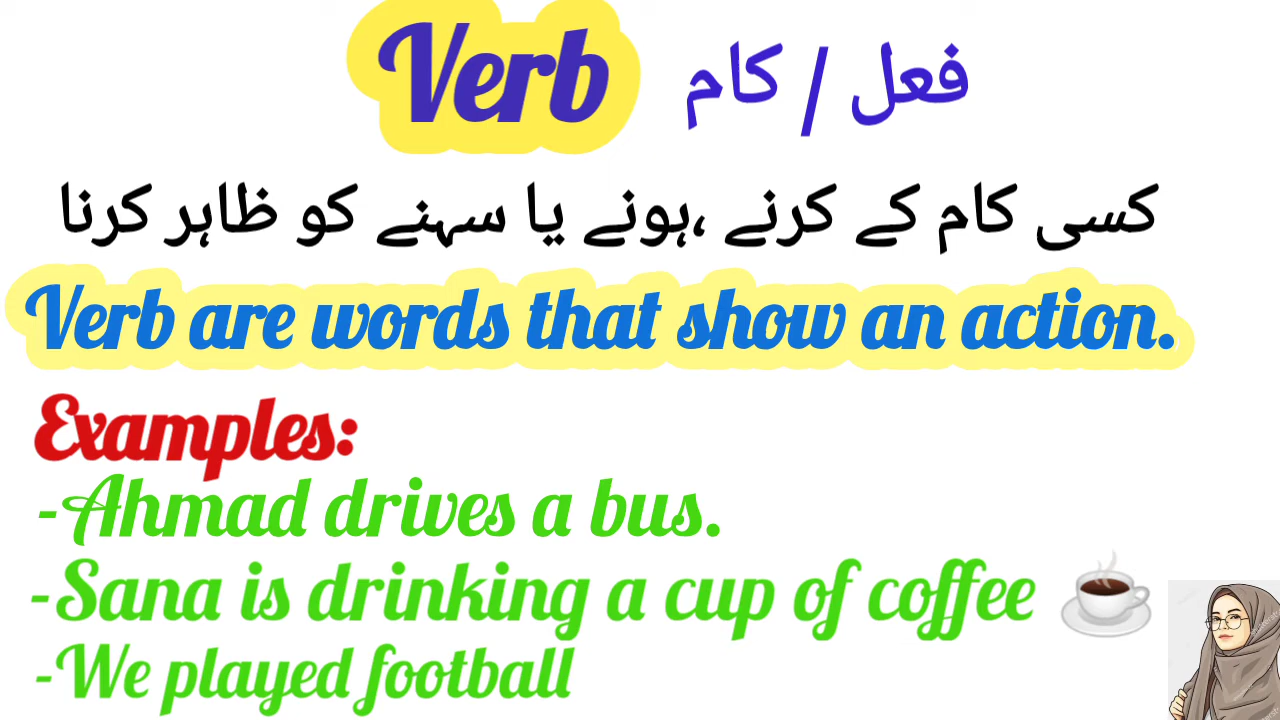 Verb فعل / کام
کسی کام کے کرنے ،ہونے یا سہنے کو ظاہر کرنا
Verb are words that show an action.
Examples:
-Ahmad drives a bus.
-Sana is drinking a cup of coffee ☕
-We played football